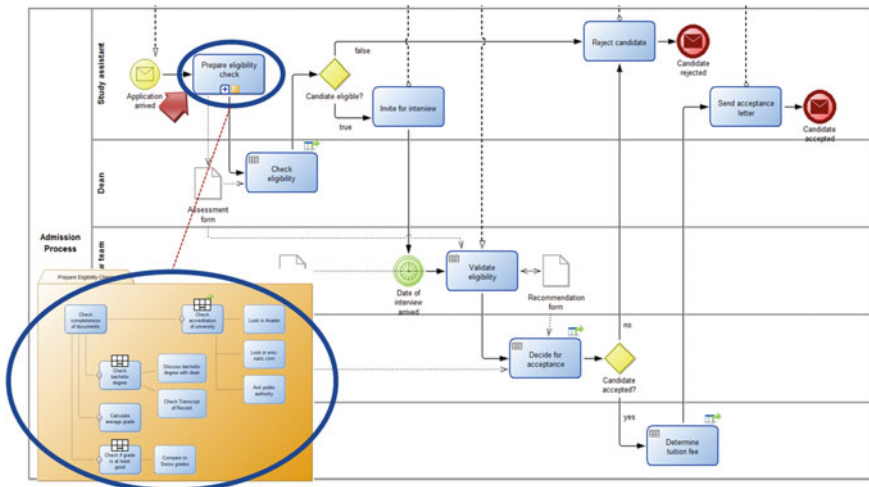 Admission
Process
Study assistant
Dean
team
Application
arrived
Prepare eligibility
check
Candiate eligible?
false
true
Invite for interview
Reject candidate
Candidate
rejected
Send acceptance
letter
Candidate
accepted
Check
eligibility
Assessment
form
Date of
interview
arrived
Validate
eligibility
Recommendation
form
Decide for
acceptance
no
Candidate
accepted?
yes
Determine
tuition fee
Prepare Eligibility
Check
completeness
of documents
Check
accreditation
of university
Look in Anabin
Look in enic-
naric.com
Ask public
authority
Check
bachelor
degree
Discuss bachelor
degree with dean
Check Transcript
of Record
Calculate
average grade
Check if grade
is at least
good
Compare to
Swiss grades